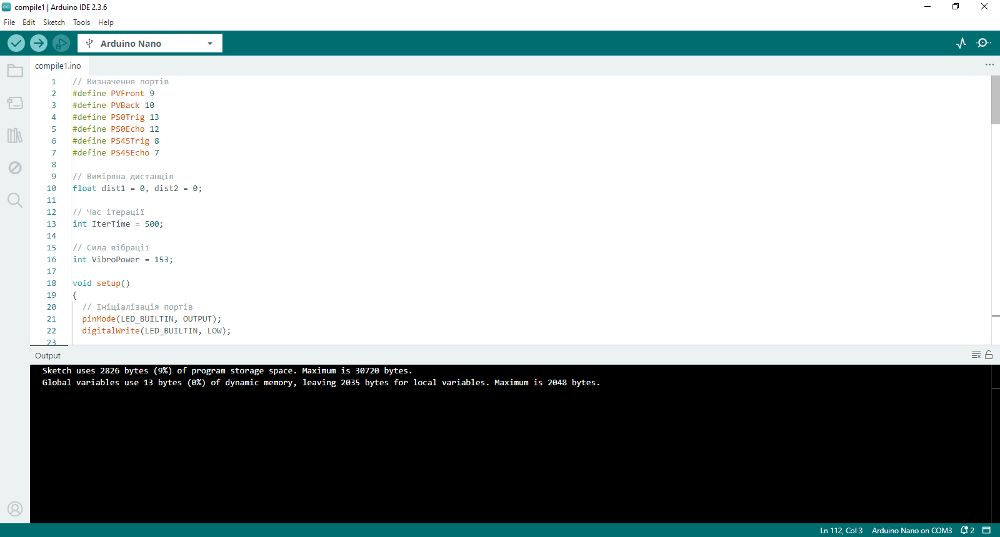 compile1 | Arduino IDE 2.3.6
File Edit Sketch Tools Help
Arduino Nano
compile1.ino
1 // Визначення портів
2 #define PVFront 9
3 #define PVBack 10
4 #define PS0Trig 13
5 #define PS0Echo 12
6 #define PS45Trig 8
7 #define PS45Echo 7
8
9 // Виміряна дистанція
10 float dist1 = 0, dist2 = 0;
11
12 // Час ітерації
13 int IterTime = 500;
14
15 // Сила вібрації
16 int VibroPower = 153;
17
18 void setup()
19 {
20 // Ініціалізація портів
21 pinMode(LED_BUILTIN, OUTPUT);
22 digitalWrite(LED_BUILTIN, LOW);
23
Output
Sketch uses 2826 bytes (9%) of program storage space. Maximum is 30720 bytes.
Global variables use 13 bytes (0%) of dynamic memory, leaving 2035 bytes for local variables. Maximum is 2048 bytes.
Ln 112, Col 3 Arduino Nano on COM3 2